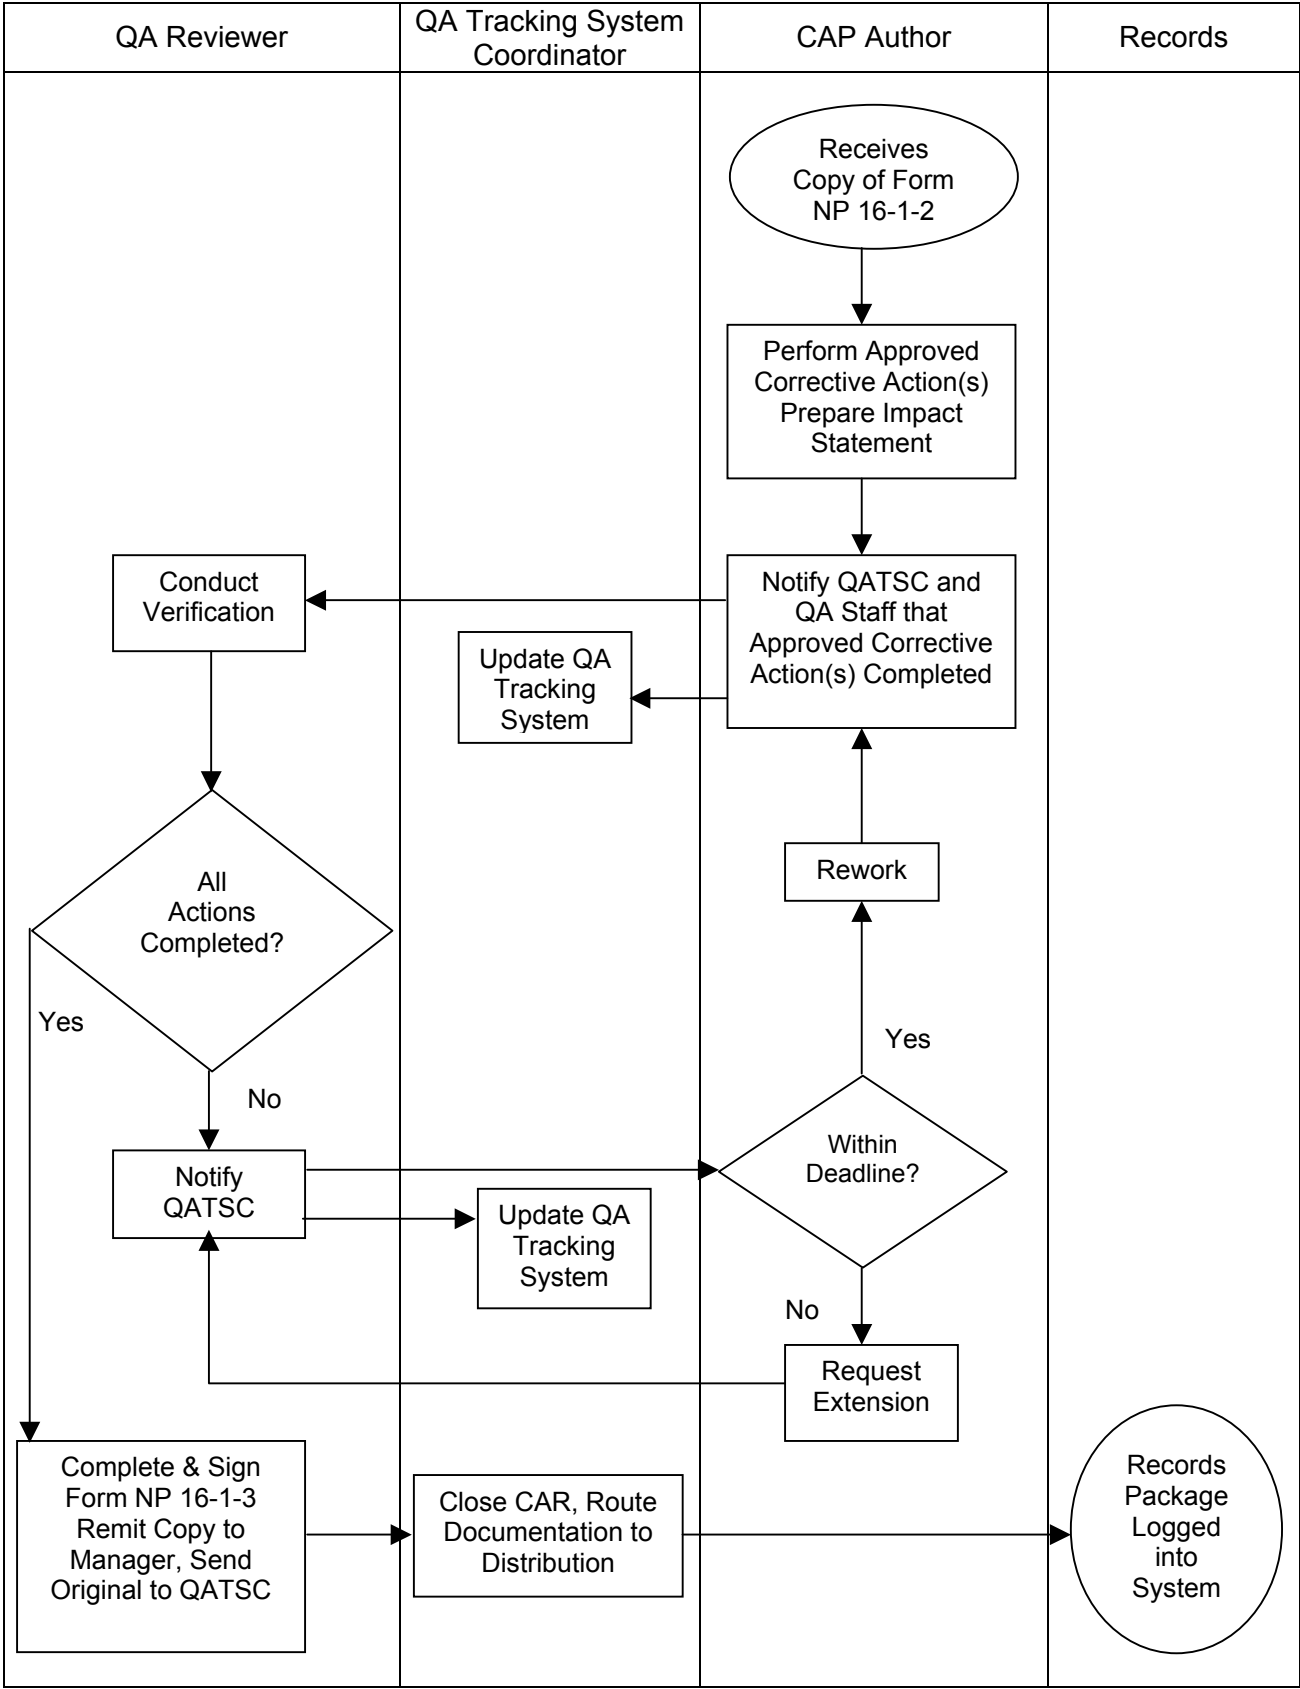 QA Reviewer
QA Tracking System
Coordinator
CAP Author
Records
Receives
Copy of Form
NP 16-1-2
Perform Approved
Corrective Action(s)
Prepare Impact
Statement
Conduct
Verification
Notify QATSC and
QA Staff that
Approved Corrective
Action(s) Completed
Update QA
Tracking
System
All
Actions
Completed?
Rework
Yes
Yes
No
Within
Deadline?
Notify
QATSC
Update QA
Tracking
System
No
Request
Extension
Complete & Sign
Form NP 16-1-3
Remit Copy to
Manager, Send
Original to QATSC
Close CAR, Route
Documentation to
Distribution
Records
Package
Logged
into
System